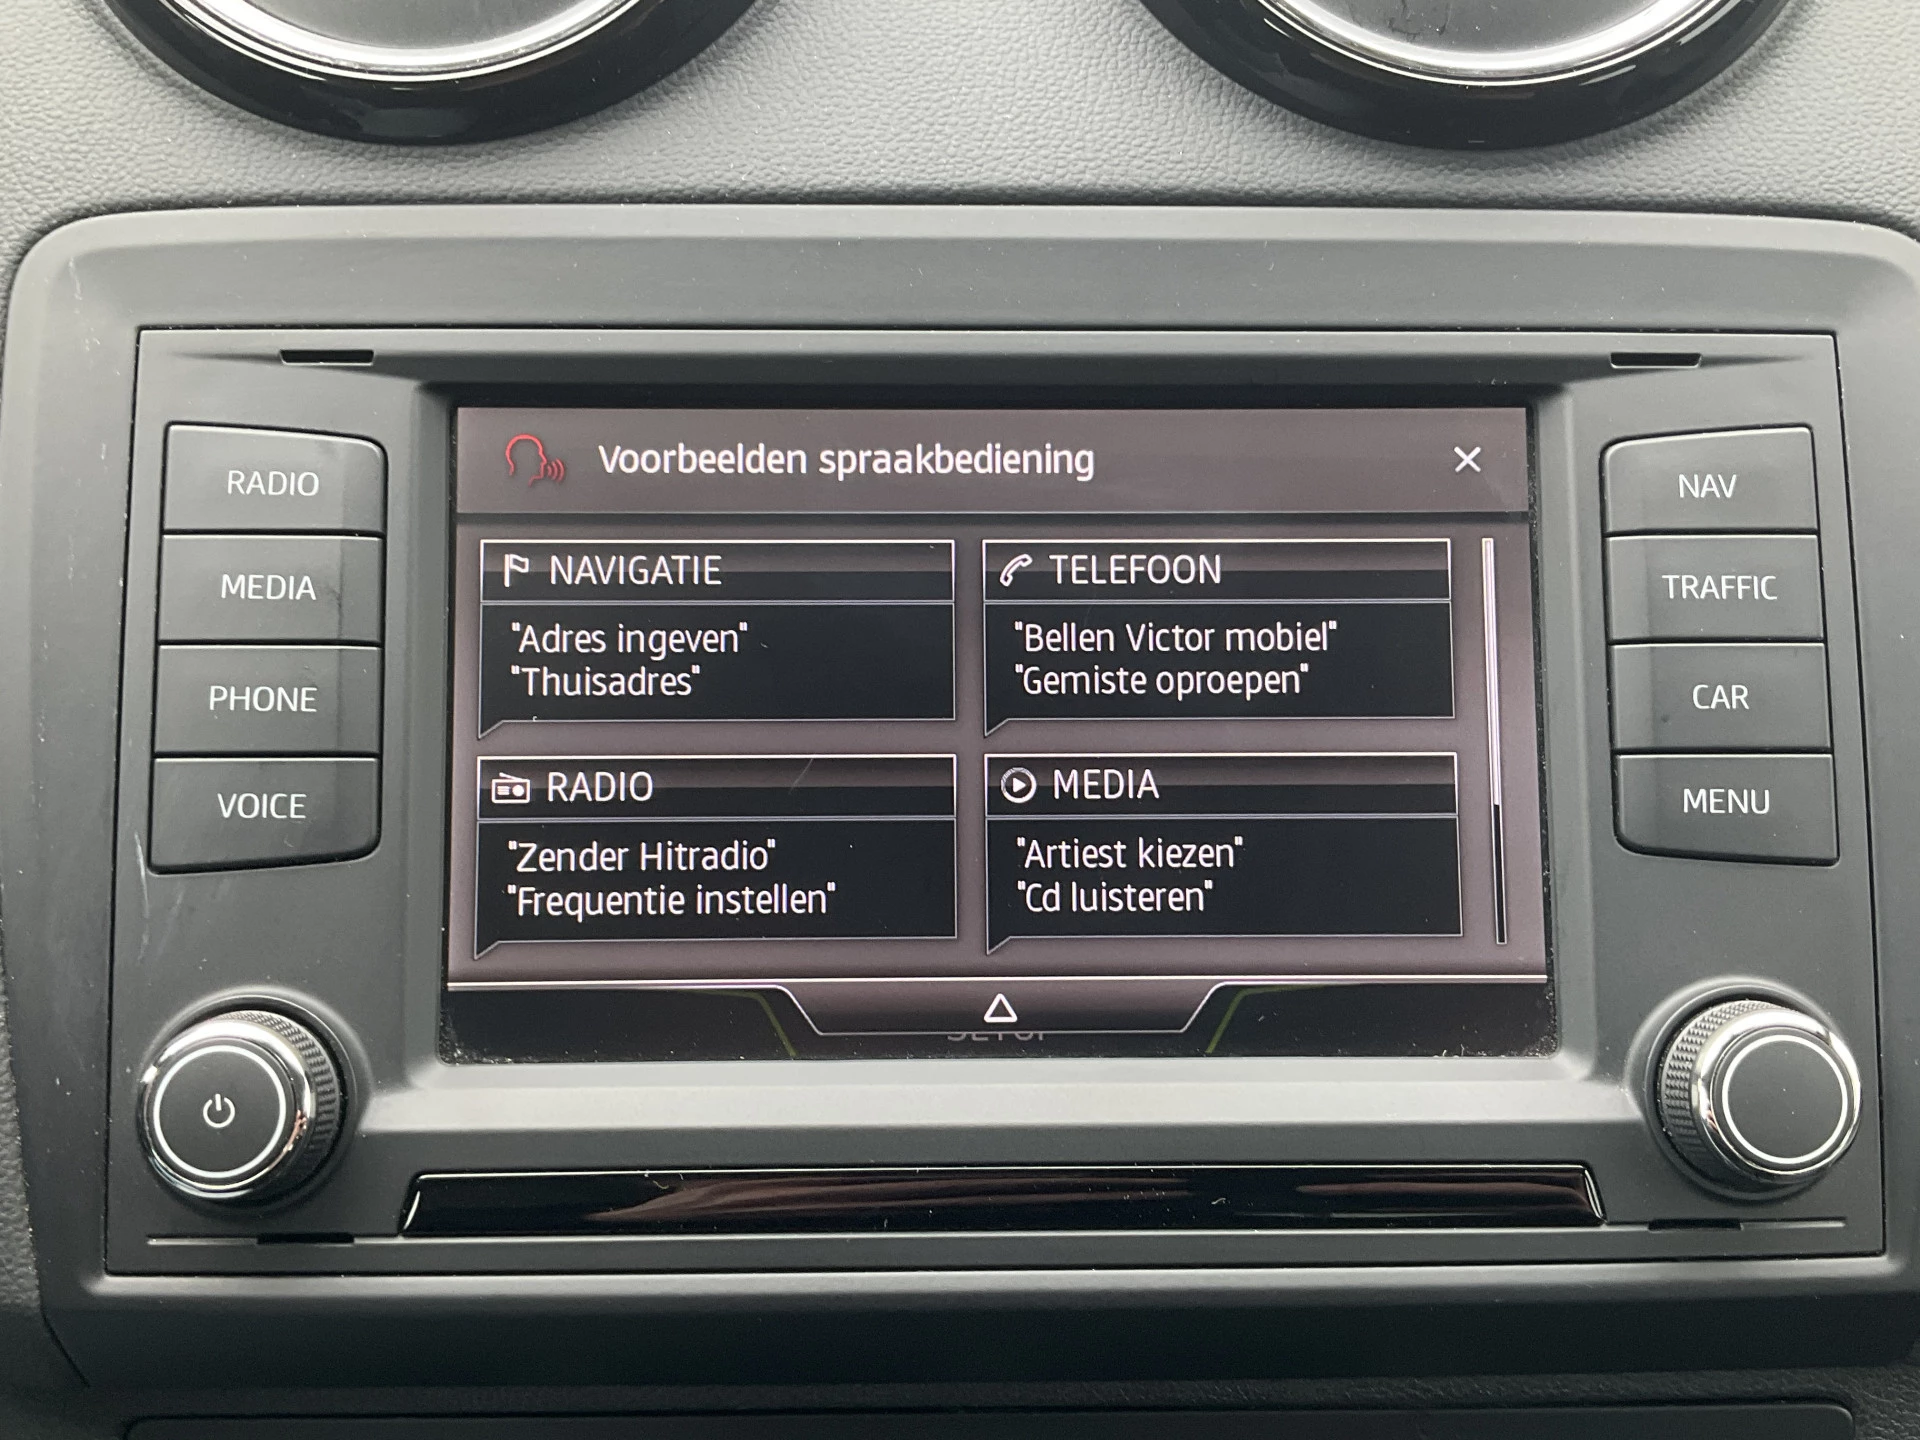 Voorbeelden spraakbediening
RADIO
MEDIA
PHONE
VOICE
NAVIGATIE
"Adres ingeven"
"Thuisadres"
TELEFOON
"Bellen Victor mobiel"
"Gemiste oproepen"
RADIO
"Zender Hitradio"
"Frequentie instellen"
MEDIA
"Artiest kiezen"
"Cd luisteren"
NAV
TRAFFIC
CAR
MENU